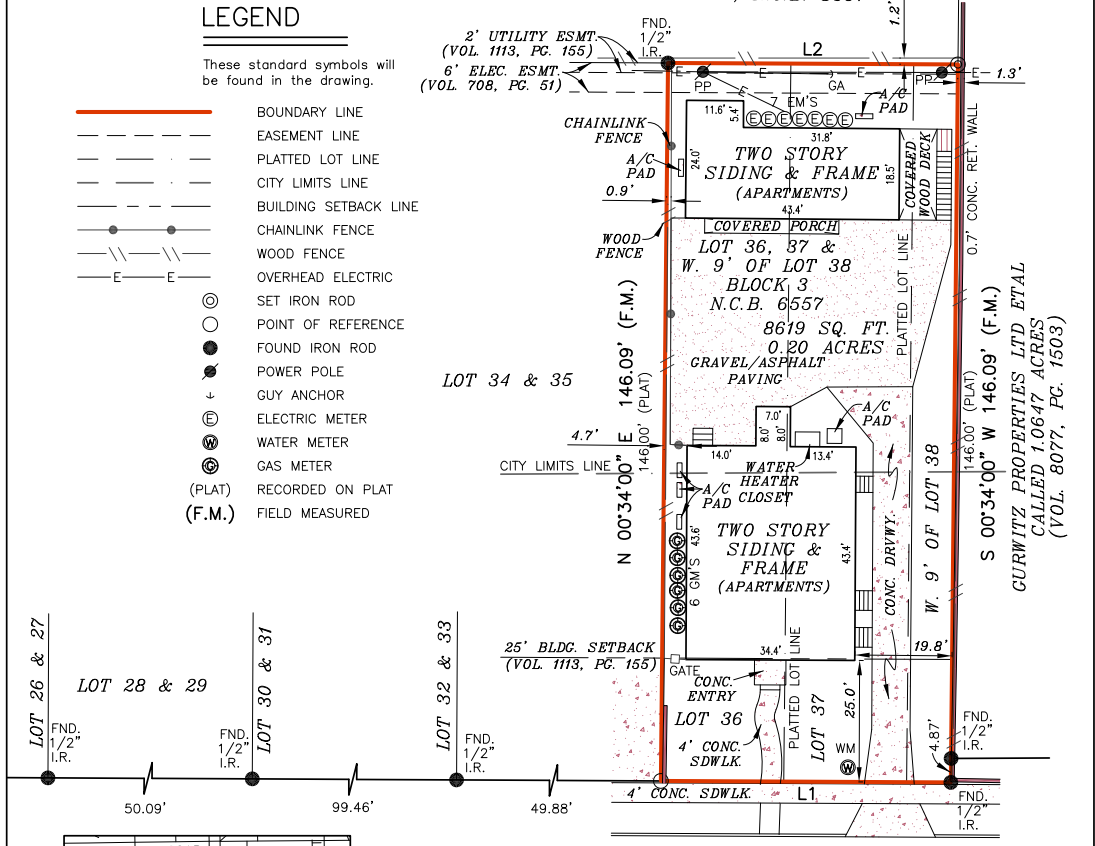 LEGEND
These standard symbols will
be found in the drawing.
BOUNDARY LINE
EASEMENT LINE
PLATTED LOT LINE
CITY LIMITS LINE
BUILDING SETBACK LINE
CHAINLINK FENCE
WOOD FENCE
E E
OVERHEAD ELECTRIC
SET IRON ROD
POINT OF REFERENCE
FOUND IRON ROD
POWER POLE
GUY ANCHOR
E ELECTRIC METER
W WATER METER
G GAS METER
(PLAT) RECORDED ON PLAT
(F.M.) FIELD MEASURED
1.2'
FND.
1/2"
I.R.
2' UTILITY ESMT.
(VOL. 1113, PG. 155)
6' ELEC. ESMT.
(VOL. 708, PG. 51)
L2
E E E E
PP
GA
PP
1.3'
E
7 EM'S
A/C
PAD
11.6'
5.4'
E E E E E E E
31.8'
CHAINLINK
FENCE
A/C
PAD
24.0'
TWO STORY
SIDING & FRAME
(APARTMENTS)
18.5'
43.4'
COVERED
WOOD DECK
0.7' CONC. RET. WALL
0.9'
COVERED PORCH
WOOD
FENCE
LOT 36, 37 &
W. 9' OF LOT 38
BLOCK 3
N.C.B. 6557
8619 SQ. FT.
0.20 ACRES
GRAVEL/ASPHALT
PAVING
PLATTED LOT LINE
N 00°34'00" E 146.09' (F.M.)
146.00' (PLAT)
S 00°34'00" W 146.09' (F.M.)
146.00' (PLAT)
GURWITZ PROPERTIES LTD ETAL
CALLED 1.0647 ACRES
(VOL. 8077, PG. 1503)
LOT 34 & 35
7.0'
8.0'
8.0'
A/C
PAD
4.7'
14.0'
13.4'
CITY LIMITS LINE
WATER
HEATER
CLOSET
A/C
PAD
43.6'
TWO STORY
SIDING &
FRAME
(APARTMENTS)
43.4'
G G G G G G
6 GM'S
CONC. DRVWY.
W. 9' OF LOT 38
25' BLDG. SETBACK
(VOL. 1113, PG. 155)
34.4'
19.8'
GATE
CONC.
ENTRY
PLATTED LOT LINE
LOT 36
LOT 37
25.0'
4' CONC.
SDWLK.
WM
W
4.87'
FND.
1/2"
I.R.
LOT 26 & 27
LOT 28 & 29
LOT 30 & 31
LOT 32 & 33
FND.
1/2"
I.R.
FND.
1/2"
I.R.
FND.
1/2"
I.R.
50.09'
99.46'
49.88'
4' CONC. SDWLK.
L1
FND.
1/2"
I.R.